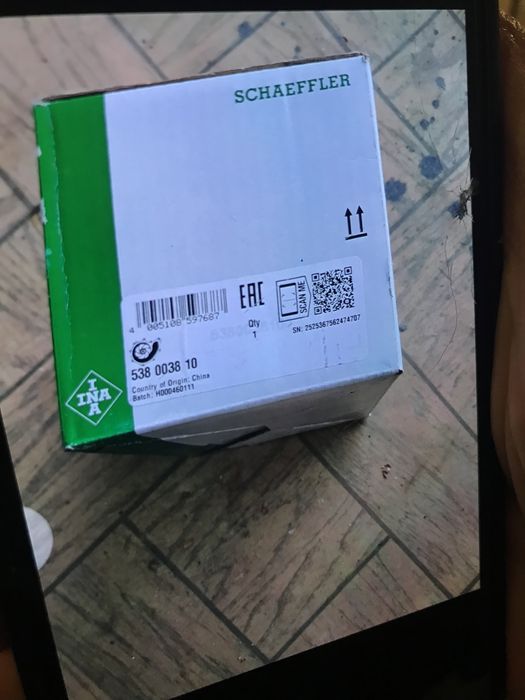 SCHAEFFLER
EAC
SCAN ME
4 005108 597687
Qty
1
SN: 2525367562474707
538 0038 10
Country of Origin: China
Batch: H000460111
INA